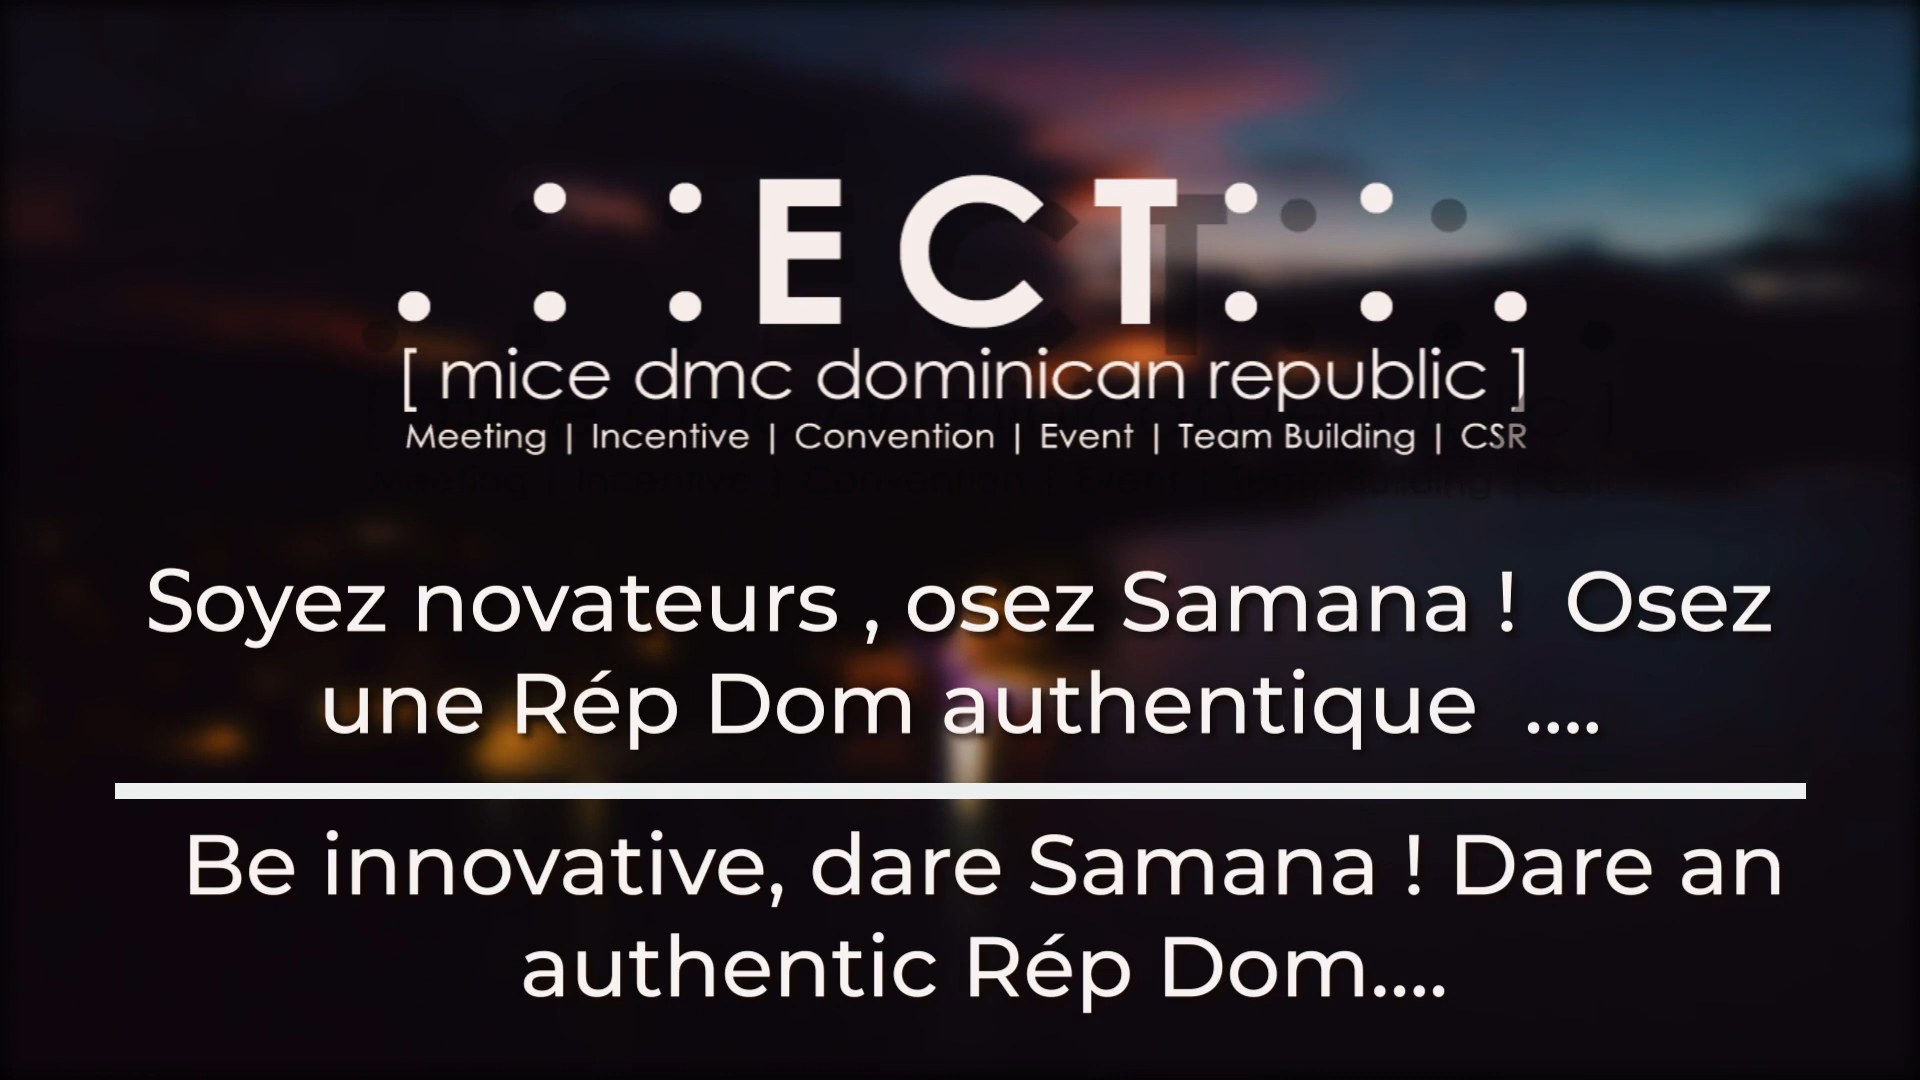 . : : E C T : : .
[ mice dmc dominican republic ]
Meeting | Incentive | Convention | Event | Team Building | CSR
Soyez novateurs , osez Samana !  Osez
une Rép Dom authentique  ....
Be innovative, dare Samana ! Dare an
authentic Rép Dom....